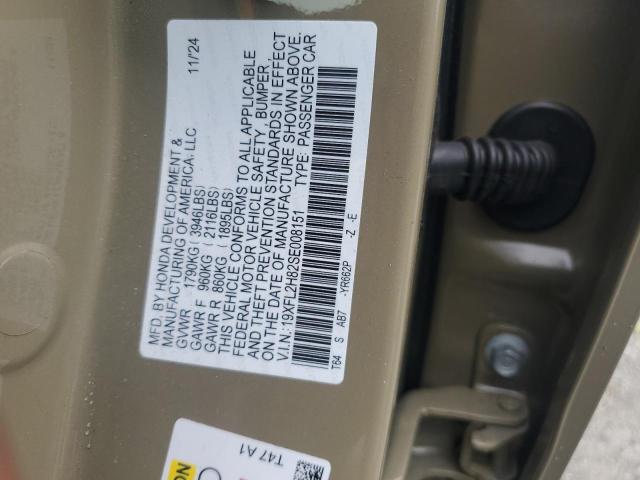 MFD. BY HONDA DEVELOPMENT &
MANUFACTURING OF AMERICA, LLC 11/'24
GVWR 1790KG(3946LBS)
GAWR F 960KG (2116LBS)
GAWR R 860KG (1895LBS)
THIS VEHICLE CONFORMS TO ALL APPLICABLE
FEDERAL MOTOR VEHICLE SAFETY, BUMPER,
AND THEFT PREVENTION STANDARDS IN EFFECT
ON THE DATE OF MANUFACTURE SHOWN ABOVE.
V.I.N.:19XFL2H82SE008151 TYPE: PASSENGER CAR
T64 S AB7 -YR662P -Z -E
T47 A1